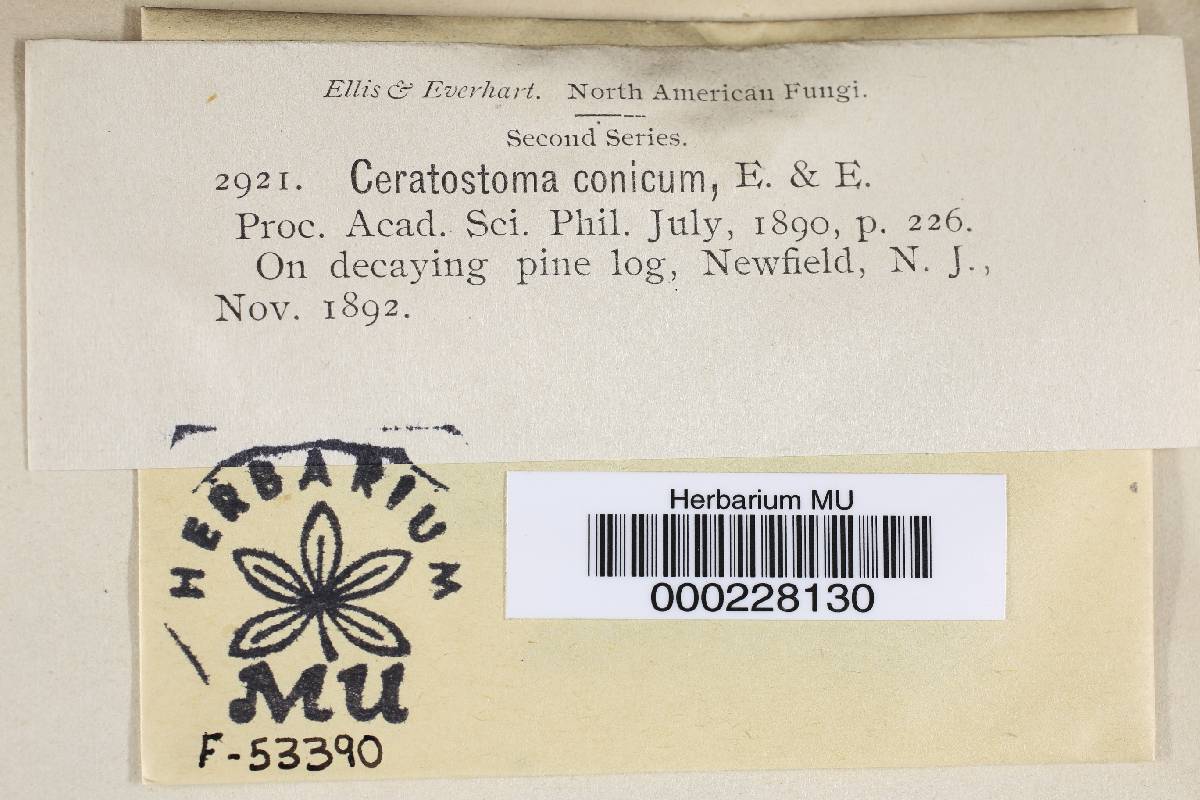 Ellis & Everhart. North American Fungi.
Second Series.
2921. Ceratostoma conicum, E. & E.
Proc. Acad. Sci. Phil. July, 1890, p. 226.
On decaying pine log, Newfield, N. J.,
Nov. 1892.
HERBARIUM
MU
F-53390
Herbarium MU
000228130